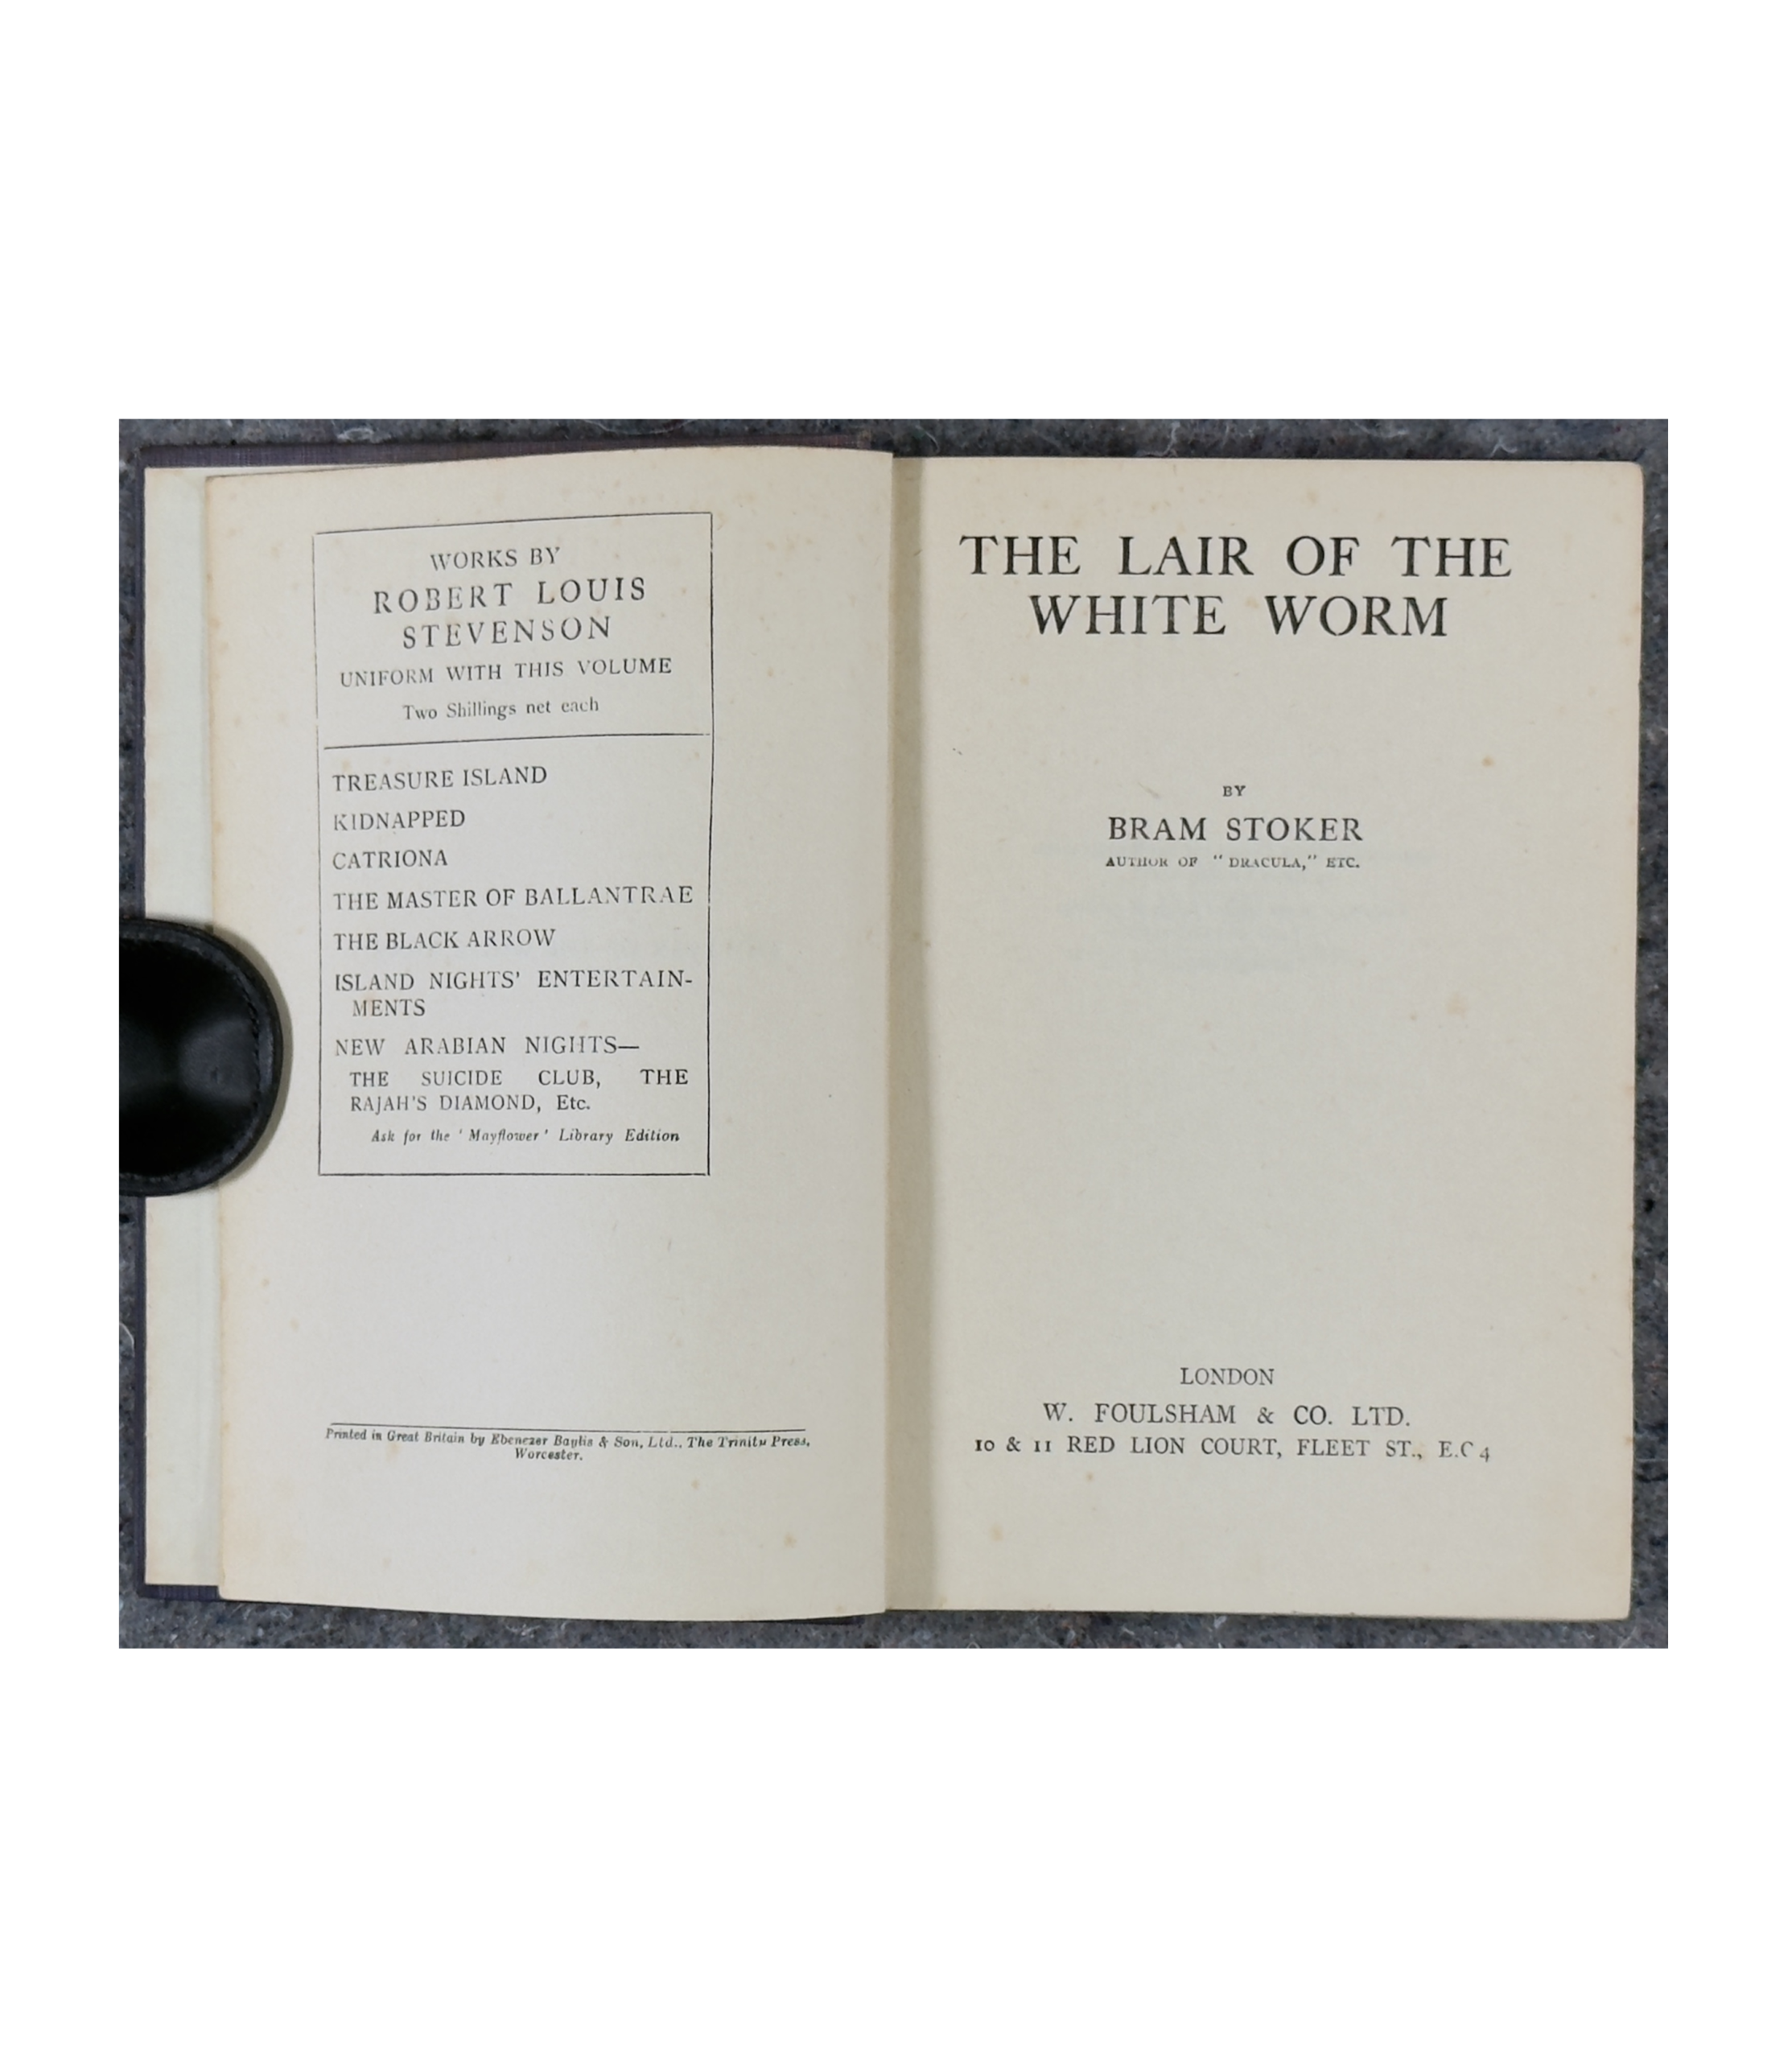 WORKS BY
ROBERT LOUIS
STEVENSON
UNIFORM WITH THIS VOLUME
Two Shillings net each
TREASURE ISLAND
KIDNAPPED
CATRIONA
THE MASTER OF BALLANTRAE
THE BLACK ARROW
ISLAND NIGHTS' ENTERTAIN-
MENTS
NEW ARABIAN NIGHTS—
THE SUICIDE CLUB, THE
RAJAH'S DIAMOND, Etc.
Ask for the 'Mayflower' Library Edition
Printed in Great Britain by Ebenezer Baylis & Son, Ltd., The Trinity Press,
Worcester.
THE LAIR OF THE
WHITE WORM
BY
BRAM STOKER
AUTHOR OF "DRACULA," ETC.
LONDON
W. FOULSHAM & CO. LTD.
10 & 11 RED LION COURT, FLEET ST., E.C 4